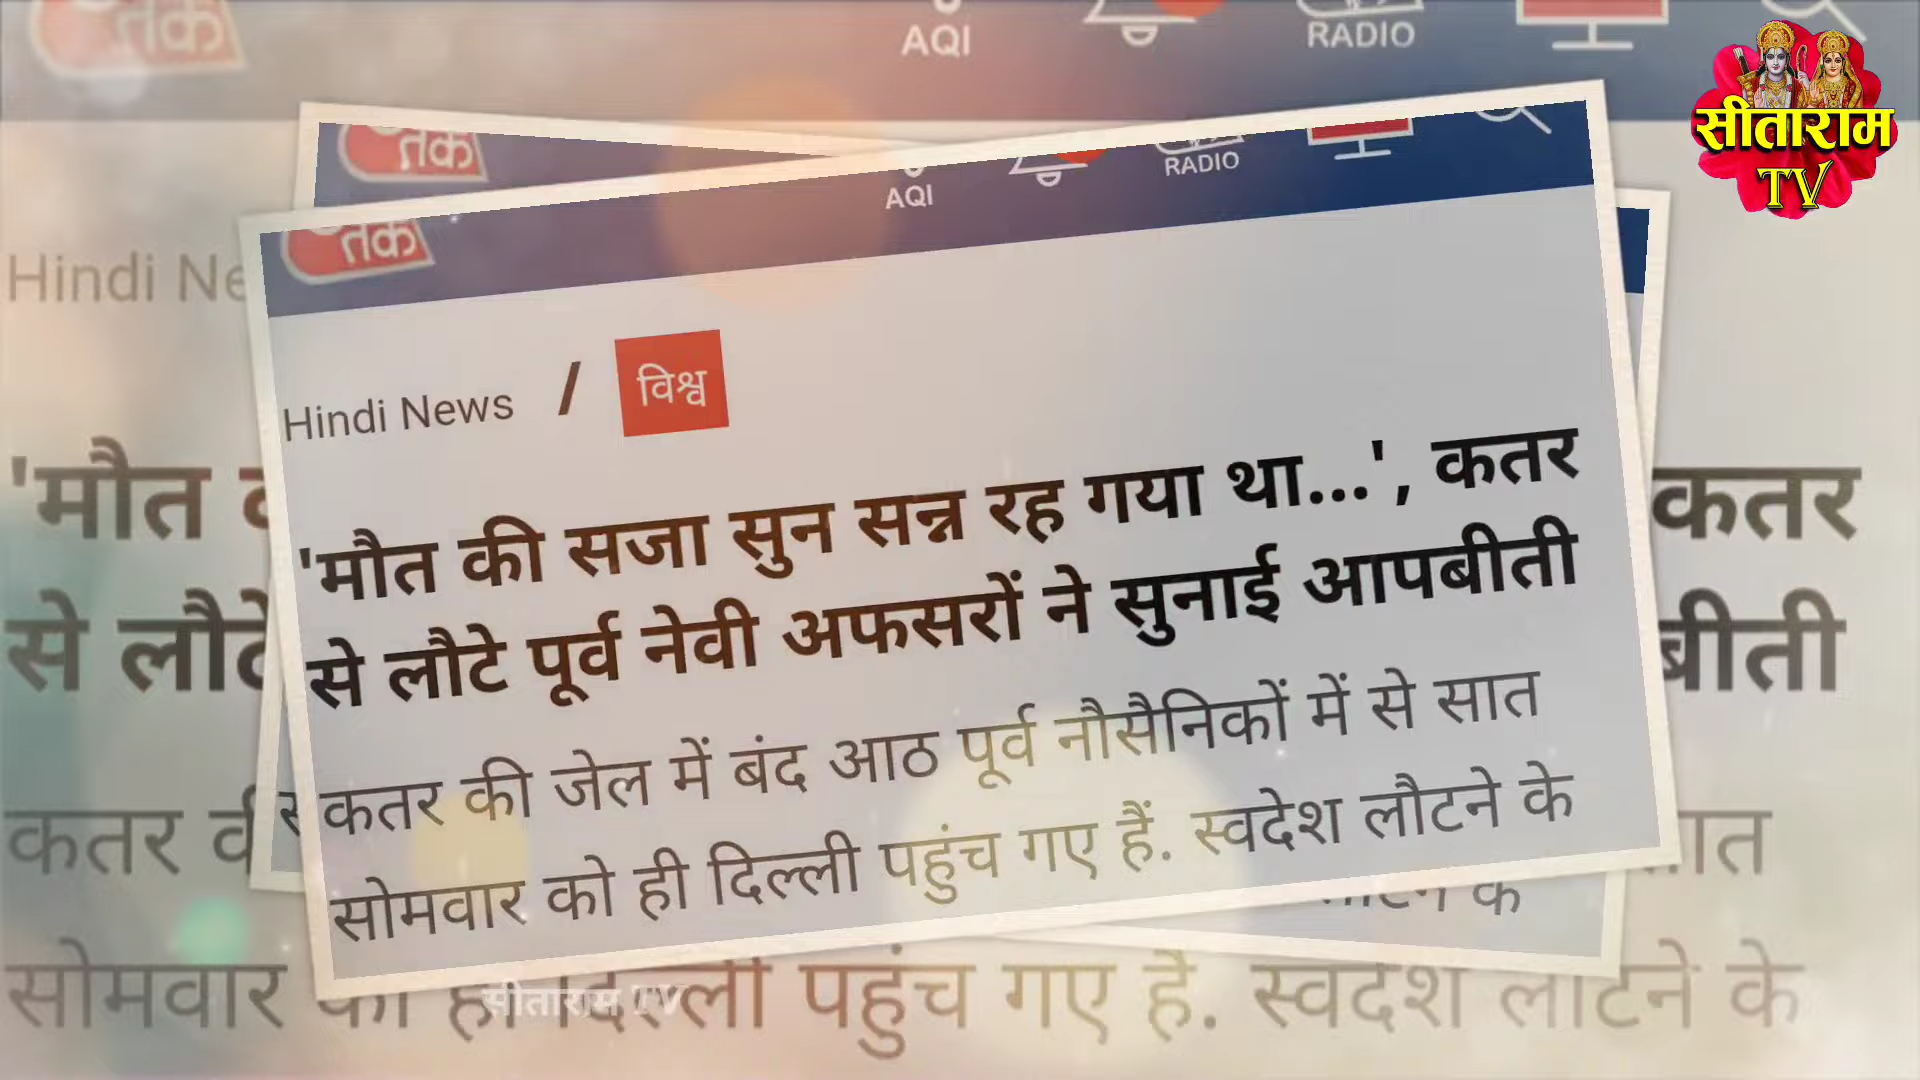 तक
AQI
RADIO
सीताराम
TV
तक
AQI
RADIO
तक
Hindi News / विश्व
'मौत की सजा सुन सन्न रह गया था...', कतर
से लौटे पूर्व नेवी अफसरों ने सुनाई आपबीती
कतर की जेल में बंद आठ पूर्व नौसैनिकों में से सात
सोमवार को ही दिल्ली पहुंच गए हैं. स्वदेश लौटने के
सीताराम TV